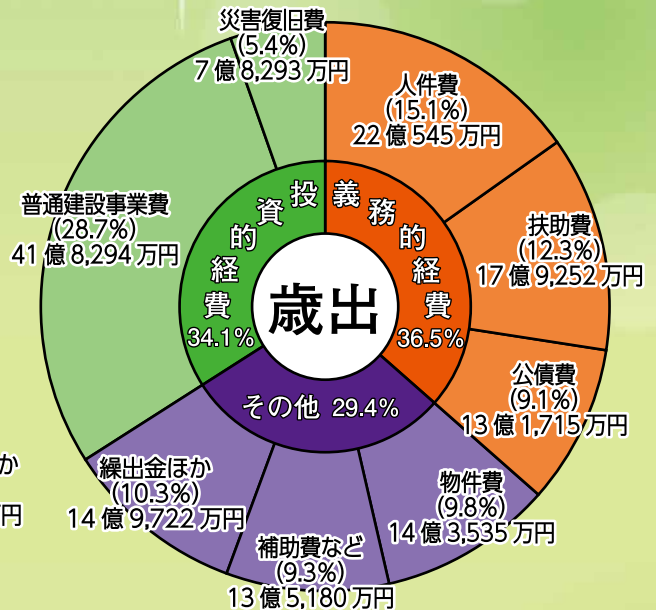 災害復旧費
(5.4%)
7億8,293万円
人件費
(15.1%)
22億545万円
扶助費
(12.3%)
17億9,252万円
公債費
(9.1%)
13億1,715万円
物件費
(9.8%)
14億3,535万円
補助費など
(9.3%)
13億5,180万円
繰出金ほか
(10.3%)
14億9,722万円
普通建設事業費
(28.7%)
41億8,294万円
義務的経費
36.5%
その他 29.4%
投資的経費
34.1%
歳出
か
円